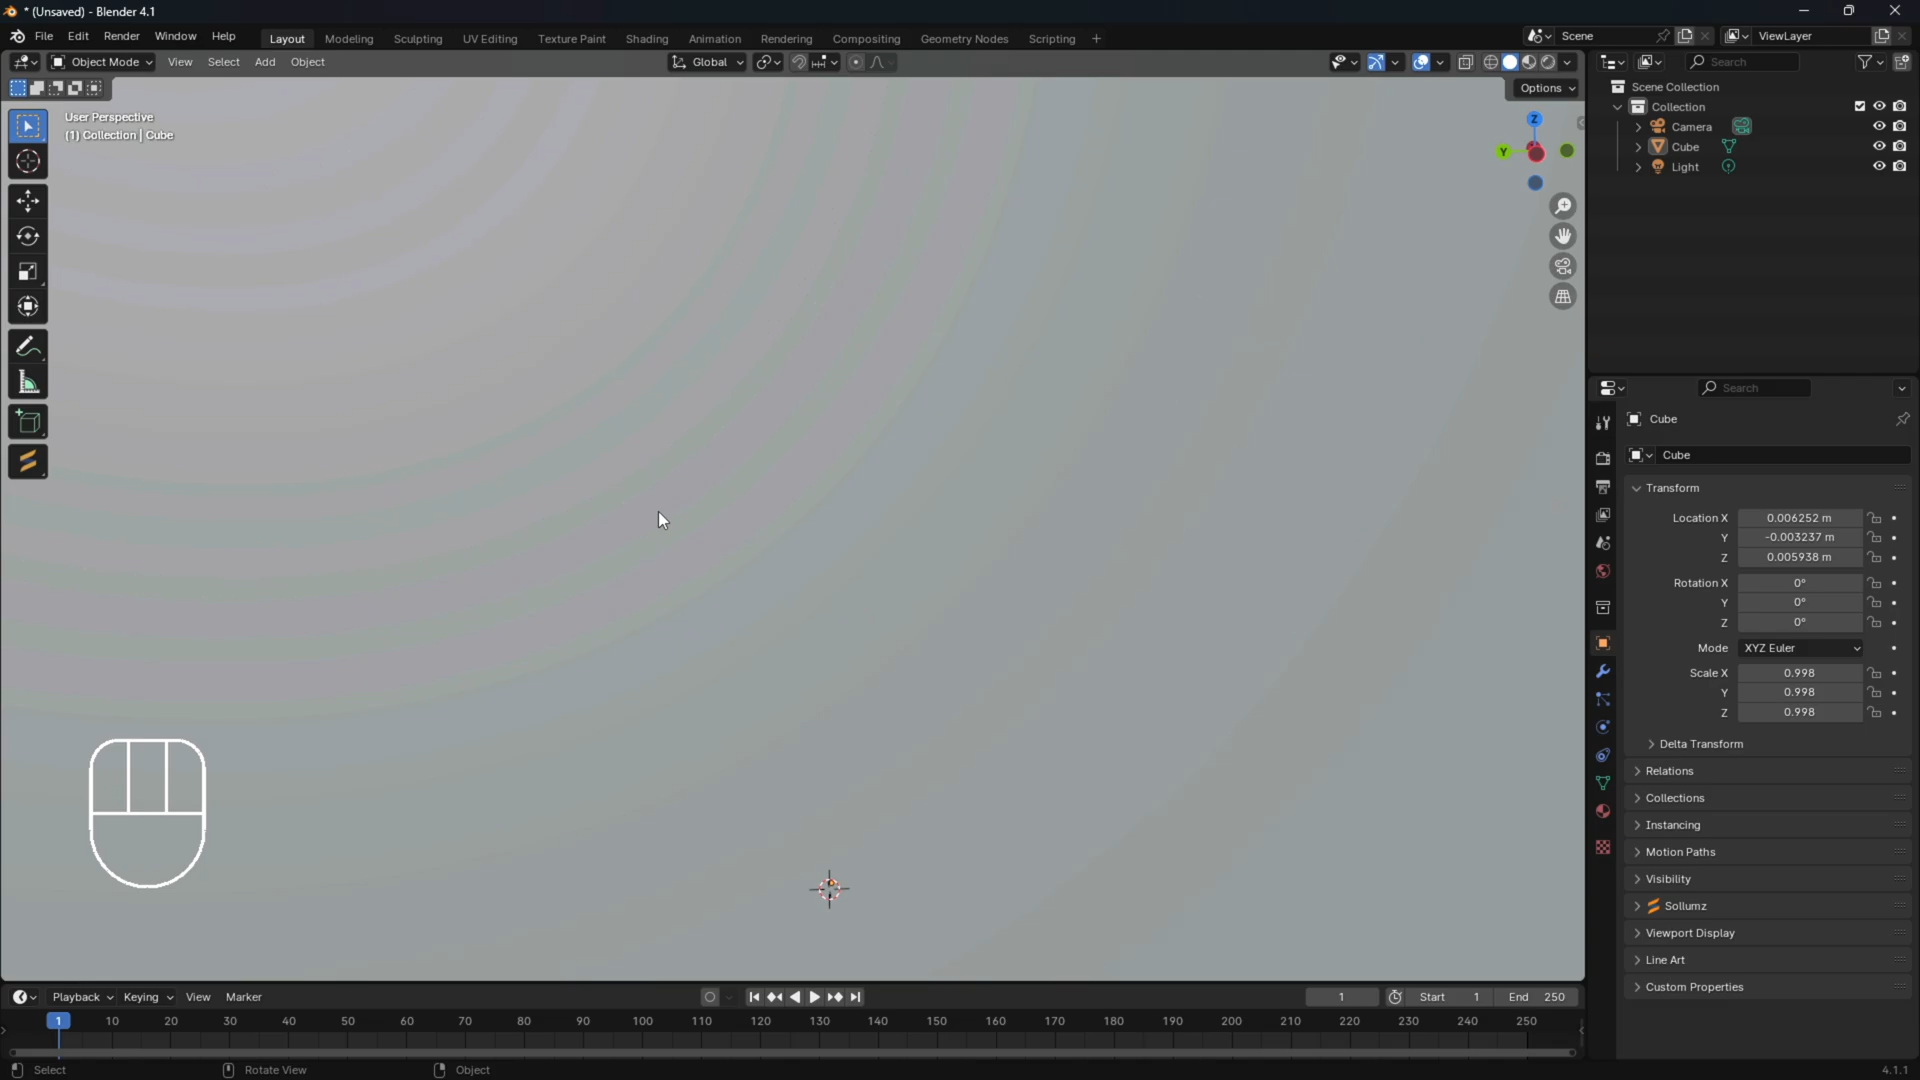 * (Unsaved) - Blender 4.1
File Edit Render Window Help Layout Modeling Sculpting UV Editing Texture Paint Shading Animation Rendering Compositing Geometry Nodes Scripting + Scene ViewLayer
Object Mode View Select Add Object Global Search
Options
User Perspective
(1) Collection | Cube
Z
Y
Scene Collection
Collection
Camera
Cube
Light
Search
Cube
Cube
Transform
Location X 0.006252 m
Y -0.003237 m
Z 0.005938 m
Rotation X 0°
Y 0°
Z 0°
Mode XYZ Euler
Scale X 0.998
Y 0.998
Z 0.998
Delta Transform
Relations
Collections
Instancing
Motion Paths
Visibility
Sollumz
Viewport Display
Line Art
Custom Properties
Playback Keying View Marker 1 Start 1 End 250
1 10 20 30 40 50 60 70 80 90 100 110 120 130 140 150 160 170 180 190 200 210 220 230 240 250
Select Rotate View Object 4.1.1